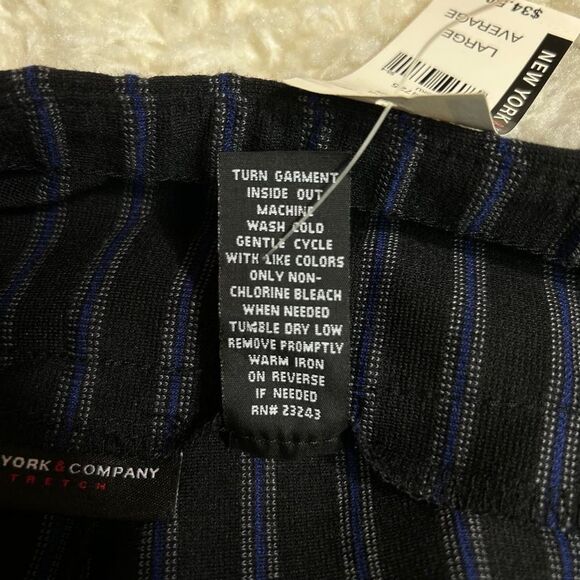 $34.50
LARGE
AVERAGE
NEW YORK
TURN GARMENT
INSIDE OUT
MACHINE
WASH COLD
GENTLE CYCLE
WITH LIKE COLORS
ONLY NON-
CHLORINE BLEACH
WHEN NEEDED
TUMBLE DRY LOW
REMOVE PROMPTLY
WARM IRON
ON REVERSE
IF NEEDED
RN# 23243
YORK & COMPANY
TRETCH